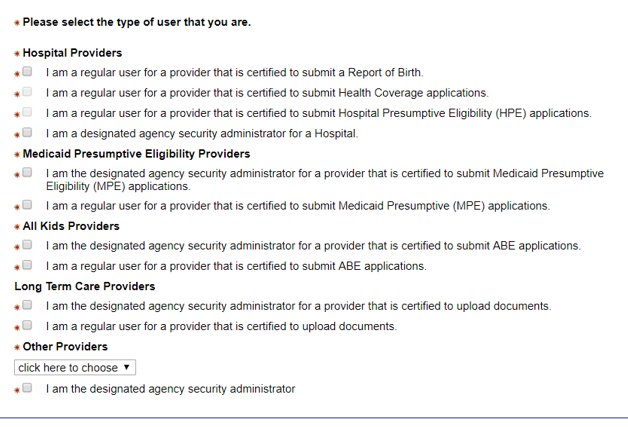 * Please select the type of user that you are.
* Hospital Providers
* I am a regular user for a provider that is certified to submit a Report of Birth.
* I am a regular user for a provider that is certified to submit Health Coverage applications.
* I am a regular user for a provider that is certified to submit Hospital Presumptive Eligibility (HPE) applications.
* I am a designated agency security administrator for a Hospital.
* Medicaid Presumptive Eligibility Providers
* I am the designated agency security administrator for a provider that is certified to submit Medicaid Presumptive
Eligibility (MPE) applications.
* I am a regular user for a provider that is certified to submit Medicaid Presumptive (MPE) applications.
* All Kids Providers
* I am the designated agency security administrator for a provider that is certified to submit ABE applications.
* I am a regular user for a provider that is certified to submit ABE applications.
Long Term Care Providers
* I am the designated agency security administrator for a provider that is certified to upload documents.
* I am a regular user for a provider that is certified to upload documents.
* Other Providers
click here to choose ▼
* I am the designated agency security administrator